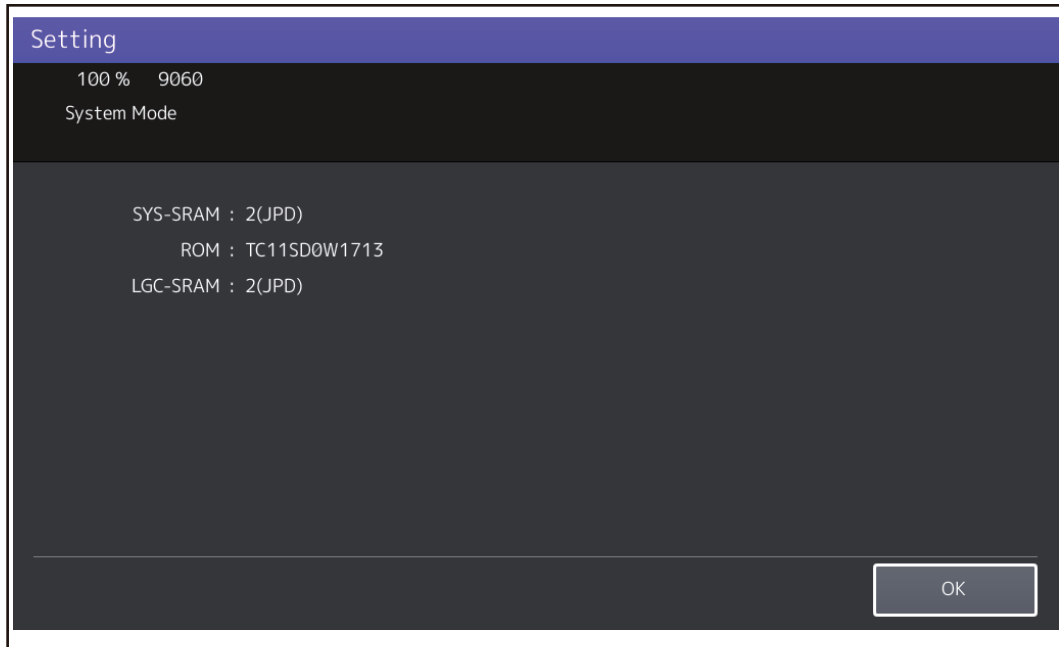 Setting
100 % 9060
System Mode
SYS-SRAM : 2(JPD)
ROM : TC11SD0W1713
LGC-SRAM : 2(JPD)
OK